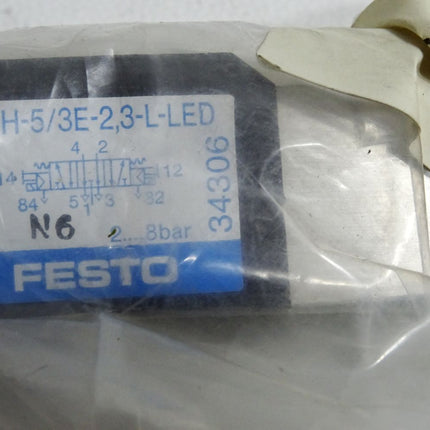 H-5/3E-2,3-L-LED
4 2
14 12
84 5 1 3 82
N6
2...8bar
34306
FESTO